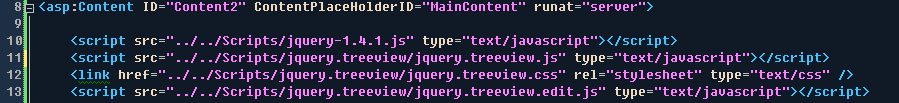 8 <asp:Content ID="Content2" ContentPlaceHolderID="MainContent" runat="server">
9
10 <script src="../../Scripts/jquery-1.4.1.js" type="text/javascript"></script>
11 <script src="../../Scripts/jquery.treeview/jquery.treeview.js" type="text/javascript"></script>
12 <link href="../../Scripts/jquery.treeview/jquery.treeview.css" rel="stylesheet" type="text/css" />
13 <script src="../../Scripts/jquery.treeview/jquery.treeview.edit.js" type="text/javascript"></script>